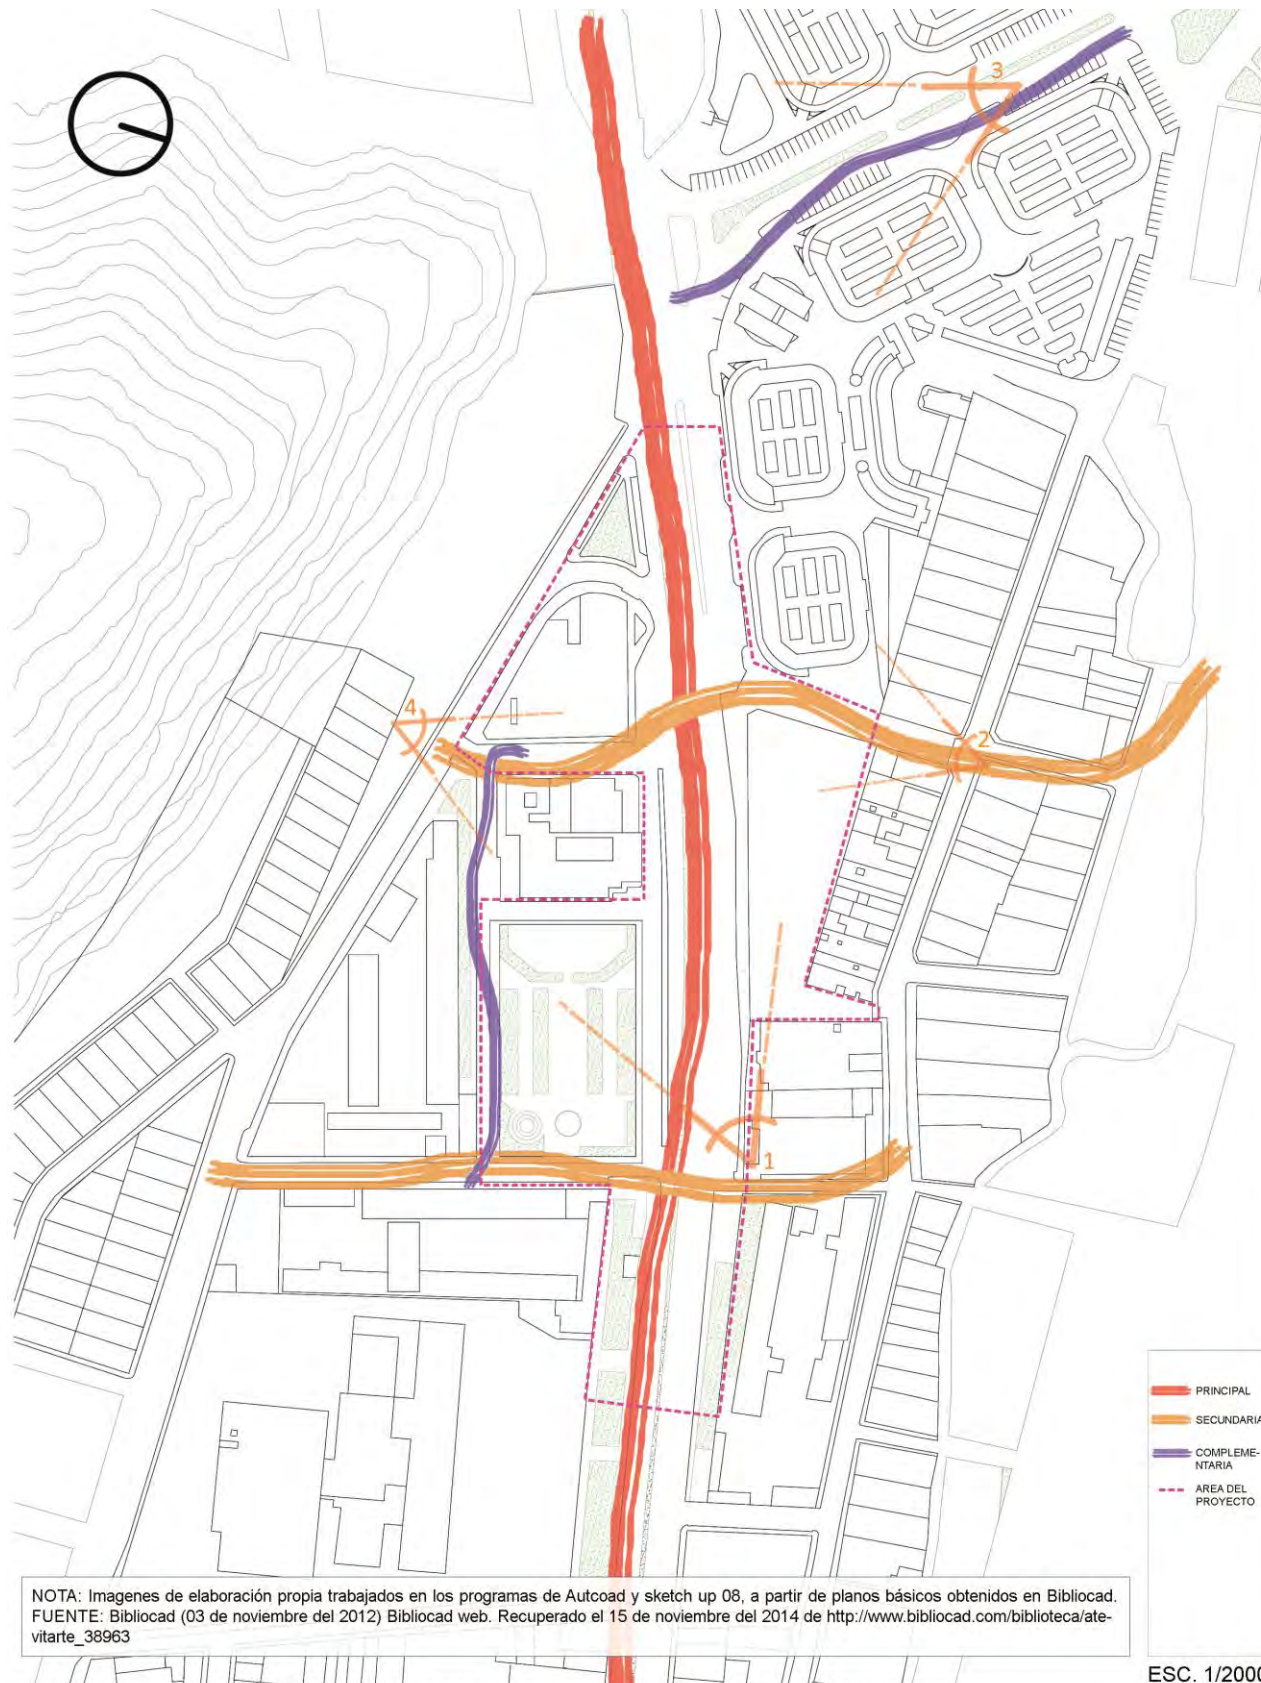 3
4
2
1
PRINCIPAL
SECUNDARIA
COMPLEME-
NTARIA
AREA DEL
PROYECTO
NOTA: Imagenes de elaboración propia trabajados en los programas de Autcoad y sketch up 08, a partir de planos básicos obtenidos en Bibliocad.
FUENTE: Bibliocad (03 de noviembre del 2012) Bibliocad web. Recuperado el 15 de noviembre del 2014 de http://www.bibliocad.com/biblioteca/ate-
vitarte_38963
ESC. 1/2000